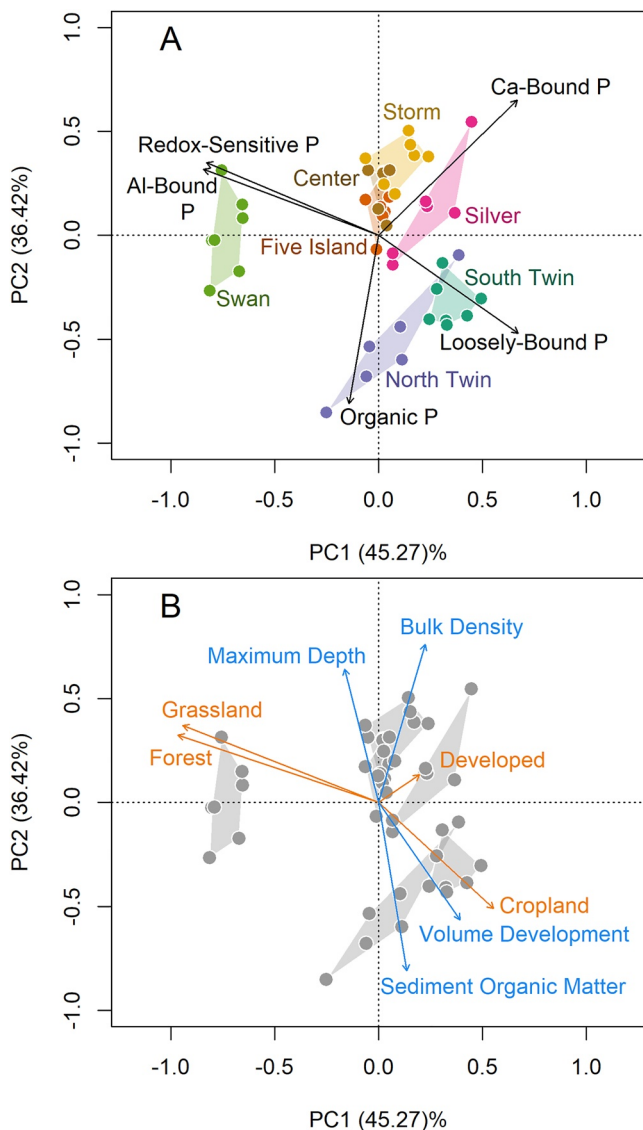 A
1.0
0.5
0.0
-0.5
-1.0
PC2 (36.42%)
Ca-Bound P
Storm
Redox-Sensitive P
Center
Al-Bound
P
Silver
Five Island
South Twin
Swan
Loosely-Bound P
North Twin
Organic P
-1.0
-0.5
0.0
0.5
1.0
PC1 (45.27)%
B
1.0
0.5
0.0
-0.5
-1.0
PC2 (36.42%)
Bulk Density
Maximum Depth
Grassland
Forest
Developed
Cropland
Volume Development
Sediment Organic Matter
-1.0
-0.5
0.0
0.5
1.0
PC1 (45.27)%